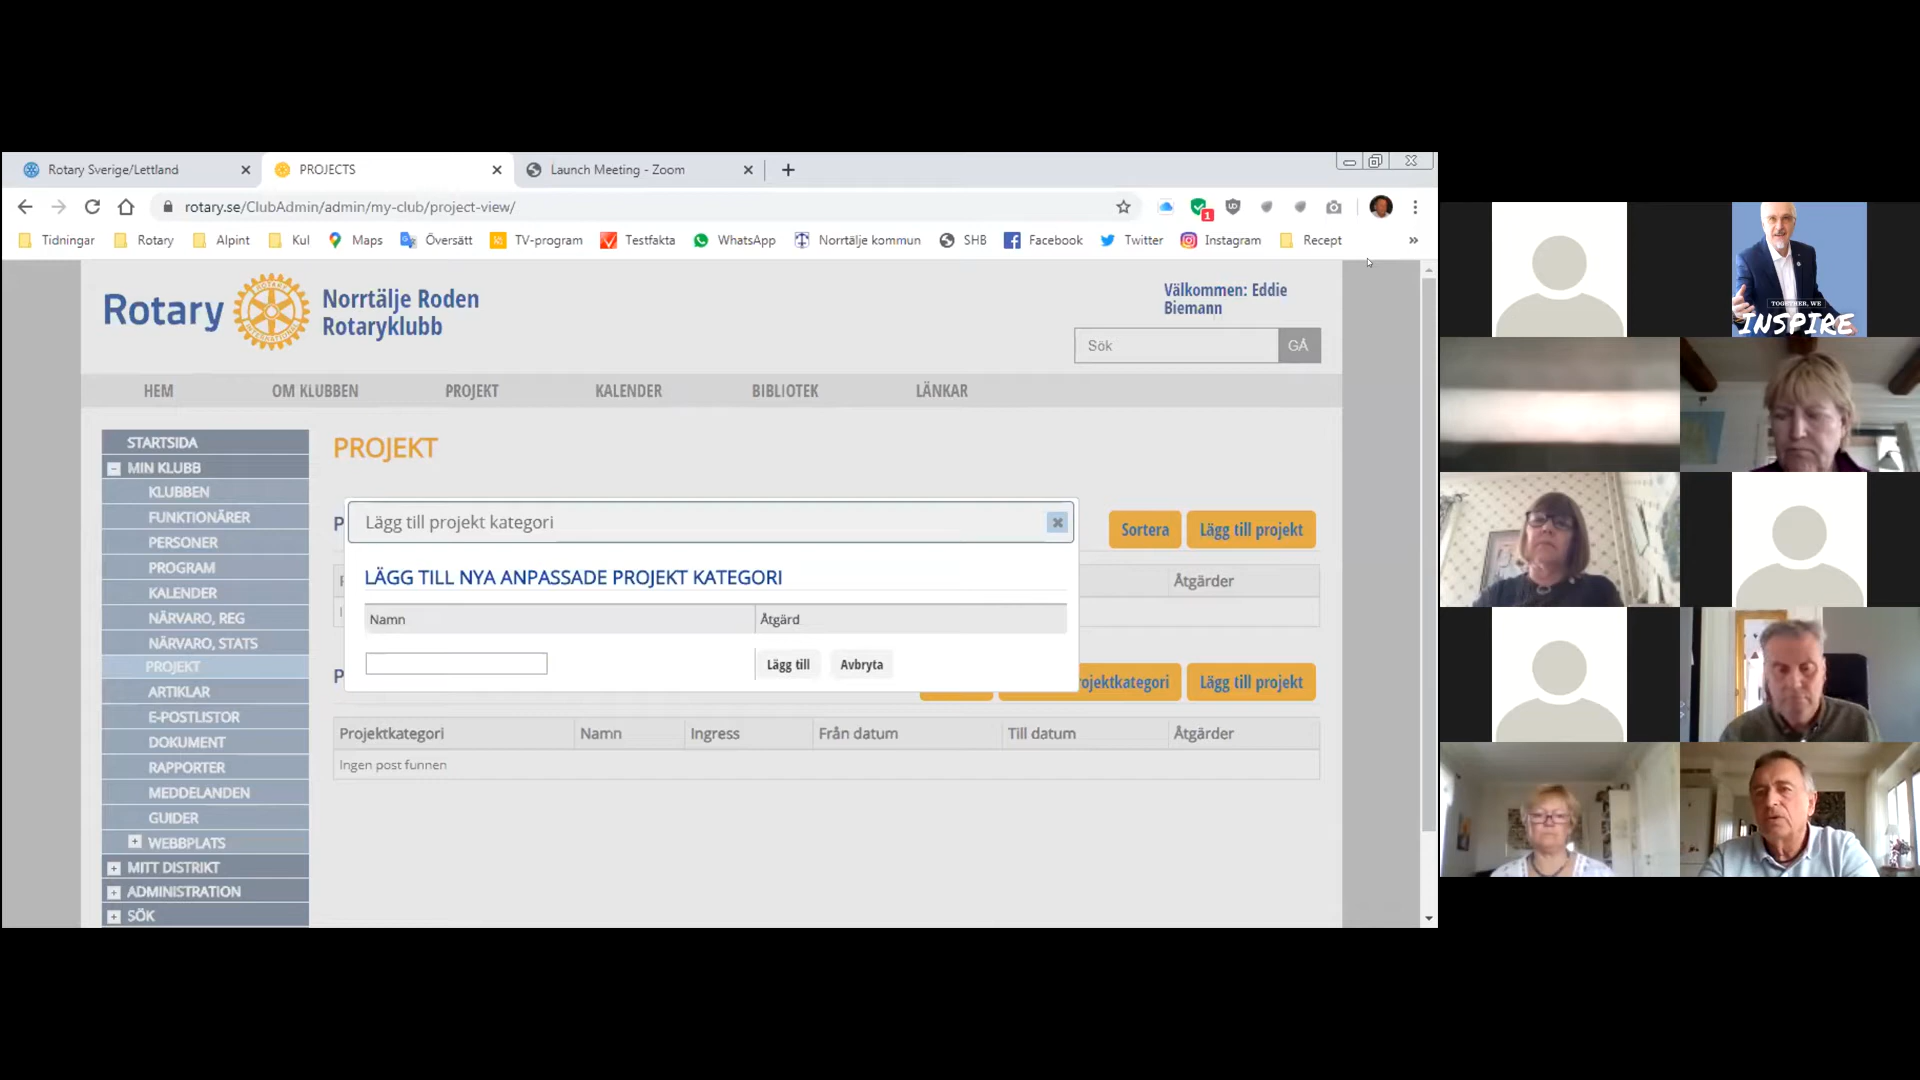 Rotary Sverige/Lettland
PROJECTS
Launch Meeting - Zoom
rotary.se/ClubAdmin/admin/my-club/project-view/
1
Tidningar
Rotary
Alpint
Kul
Maps
Översätt
TV-program
Testfakta
WhatsApp
Norrtälje kommun
SHB
Facebook
Twitter
Instagram
Recept
»
Rotary
Norrtälje Roden
Rotaryklubb
Välkommen: Eddie
Biemann
Sök
GÅ
HEM
OM KLUBBEN
PROJEKT
KALENDER
BIBLIOTEK
LÄNKAR
STARTSIDA
MIN KLUBB
KLUBBEN
FUNKTIONÄRER
PERSONER
PROGRAM
KALENDER
NÄRVARO, REG
NÄRVARO, STATS
PROJEKT
ARTIKLAR
E-POSTLISTOR
DOKUMENT
RAPPORTER
MEDDELANDEN
GUIDER
WEBBPLATS
MITT DISTRIKT
ADMINISTRATION
SÖK
PROJEKT
P
Sortera
Lägg till projekt
Åtgärder
Lägg till projekt kategori
LÄGG TILL NYA ANPASSADE PROJEKT KATEGORI
Namn
Åtgärd
Lägg till
Avbryta
P
ojektkategori
Lägg till projekt
Projektkategori
Namn
Ingress
Från datum
Till datum
Åtgärder
Ingen post funnen
TOGETHER, WE
INSPIRE